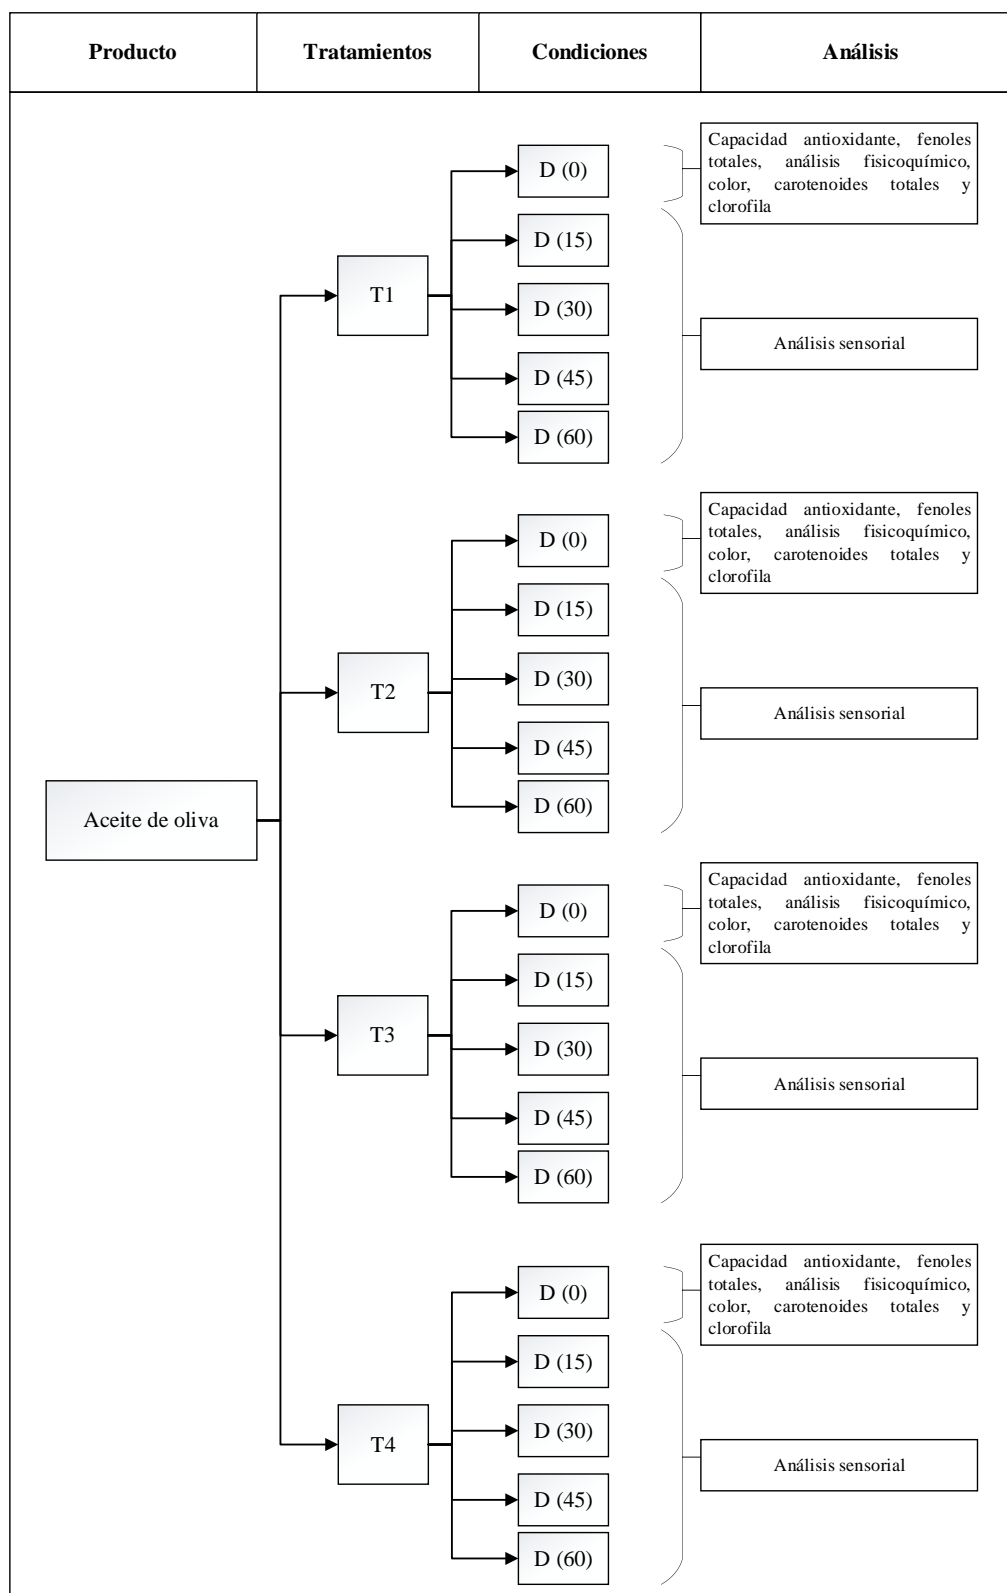 Producto
Tratamientos
Condiciones
Análisis
Aceite de oliva
T1
D (0)
D (15)
D (30)
D (45)
D (60)
Capacidad antioxidante, fenoles
totales, análisis fisicoquímico,
color, carotenoides totales y
clorofila
Análisis sensorial
T2
D (0)
D (15)
D (30)
D (45)
D (60)
Capacidad antioxidante, fenoles
totales, análisis fisicoquímico,
color, carotenoides totales y
clorofila
Análisis sensorial
T3
D (0)
D (15)
D (30)
D (45)
D (60)
Capacidad antioxidante, fenoles
totales, análisis fisicoquímico,
color, carotenoides totales y
clorofila
Análisis sensorial
T4
D (0)
D (15)
D (30)
D (45)
D (60)
Capacidad antioxidante, fenoles
totales, análisis fisicoquímico,
color, carotenoides totales y
clorofila
Análisis sensorial